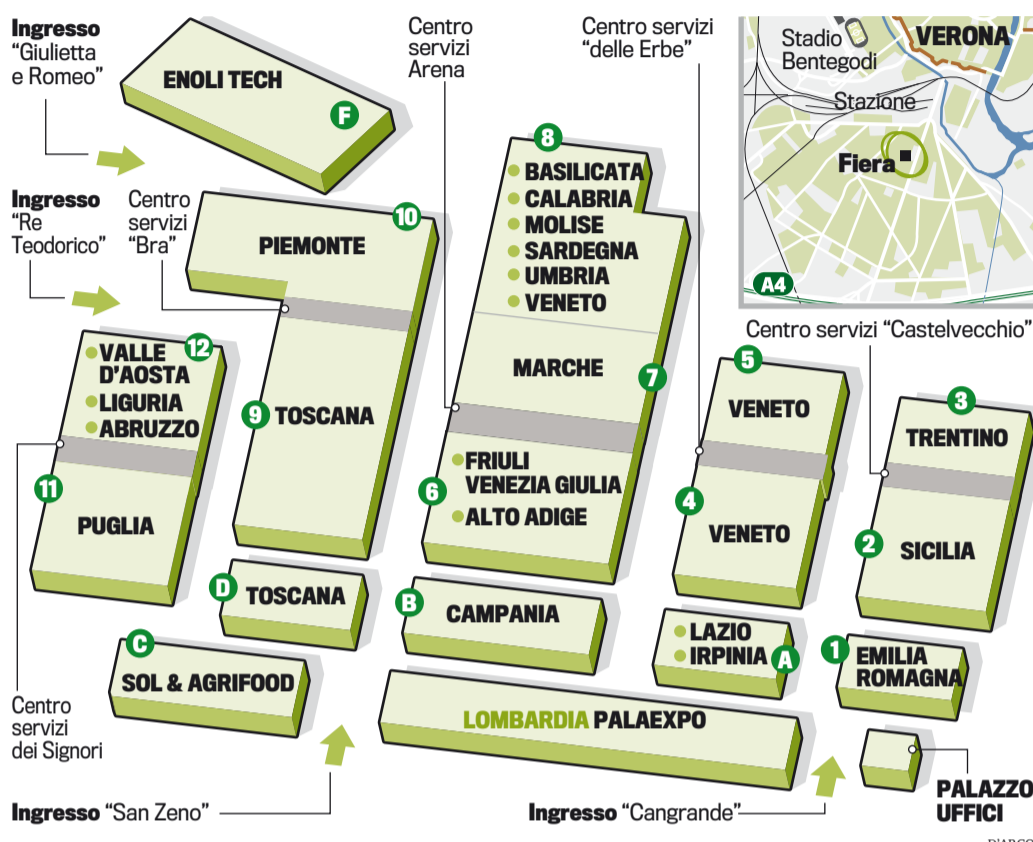 Ingresso
“Giulietta
e Romeo”
ENOLI TECH
F
Centro
servizi
Arena
Centro servizi
“delle Erbe”
Stadio
Bentegodi
VERONA
Stazione
Fiera
A4
Ingresso
“Re
Teodorico”
Centro
servizi
“Bra”
10
PIEMONTE
9
TOSCANA
8
BASILICATA
CALABRIA
MOLISE
SARDEGNA
UMBRIA
VENETO
MARCHE
7
6
FRIULI
VENEZIA GIULIA
ALTO ADIGE
Centro servizi “Castelvecchio”
5
VENETO
4
VENETO
3
TRENTINO
2
SICILIA
12
VALLE
D'AOSTA
LIGURIA
ABRUZZO
11
PUGLIA
D
TOSCANA
B
CAMPANIA
LAZIO
IRPINIA
A
1
EMILIA
ROMAGNA
C
SOL & AGRIFOOD
LOMBARDIA PALAEXPO
Centro
servizi
dei Signori
Ingresso “San Zeno”
Ingresso “Cangrande”
PALAZZO
UFFICI